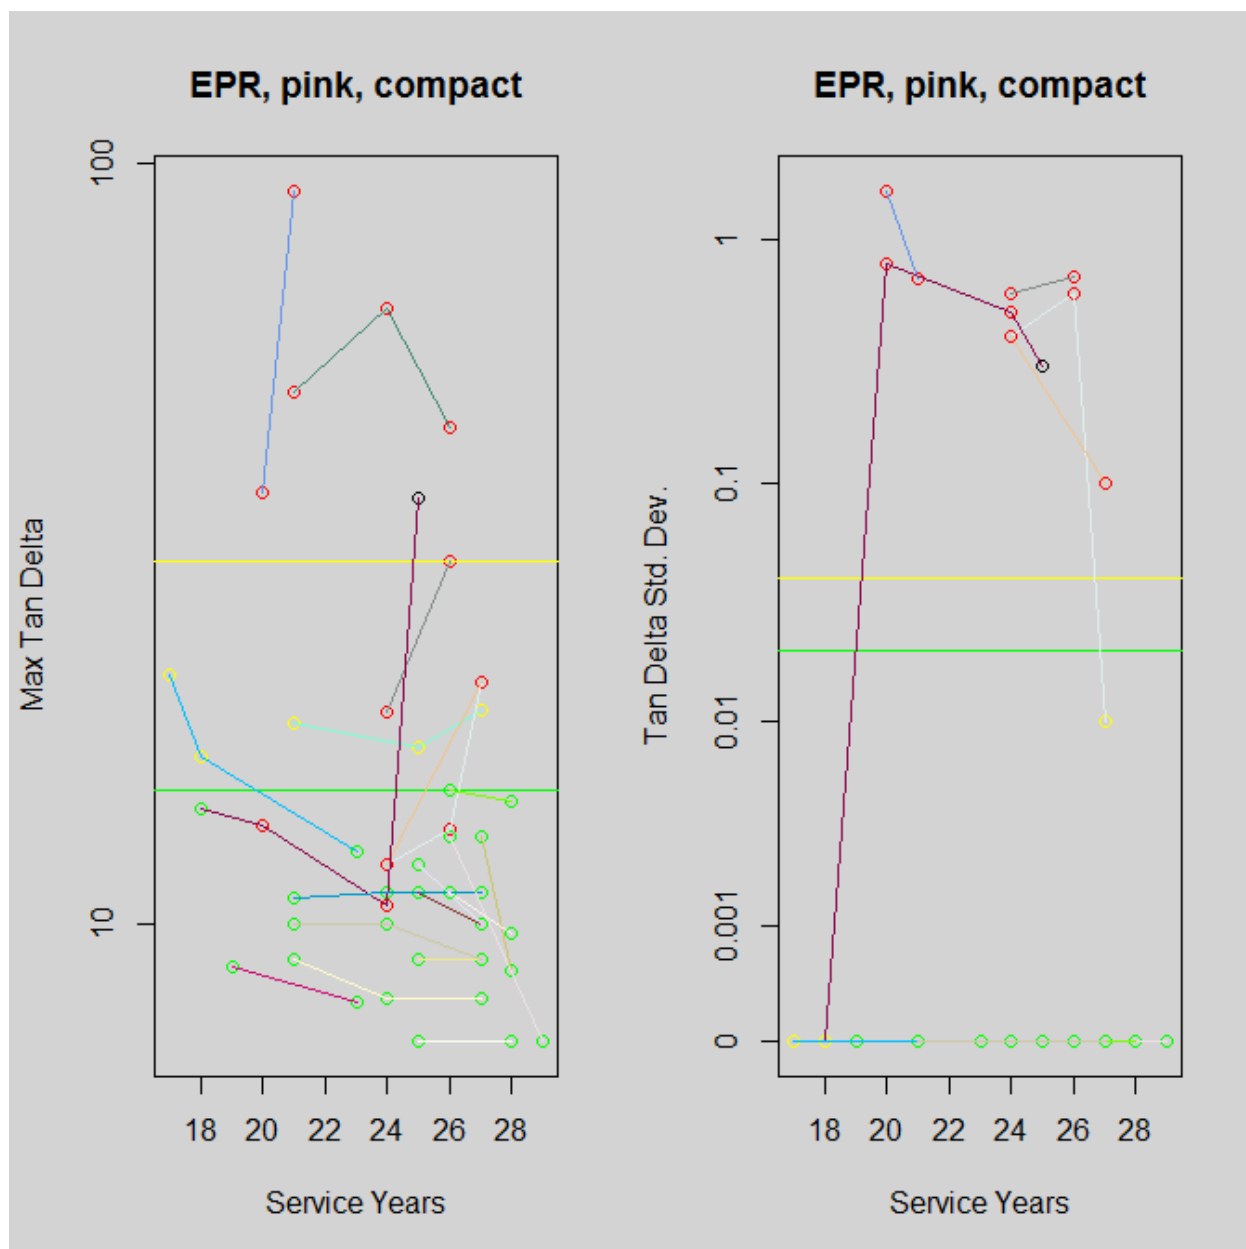 EPR, pink, compact
Max Tan Delta
100
10
18 20 22 24 26 28
Service Years
EPR, pink, compact
Tan Delta Std. Dev.
1
0.1
0.01
0.001
0
18 20 22 24 26 28
Service Years